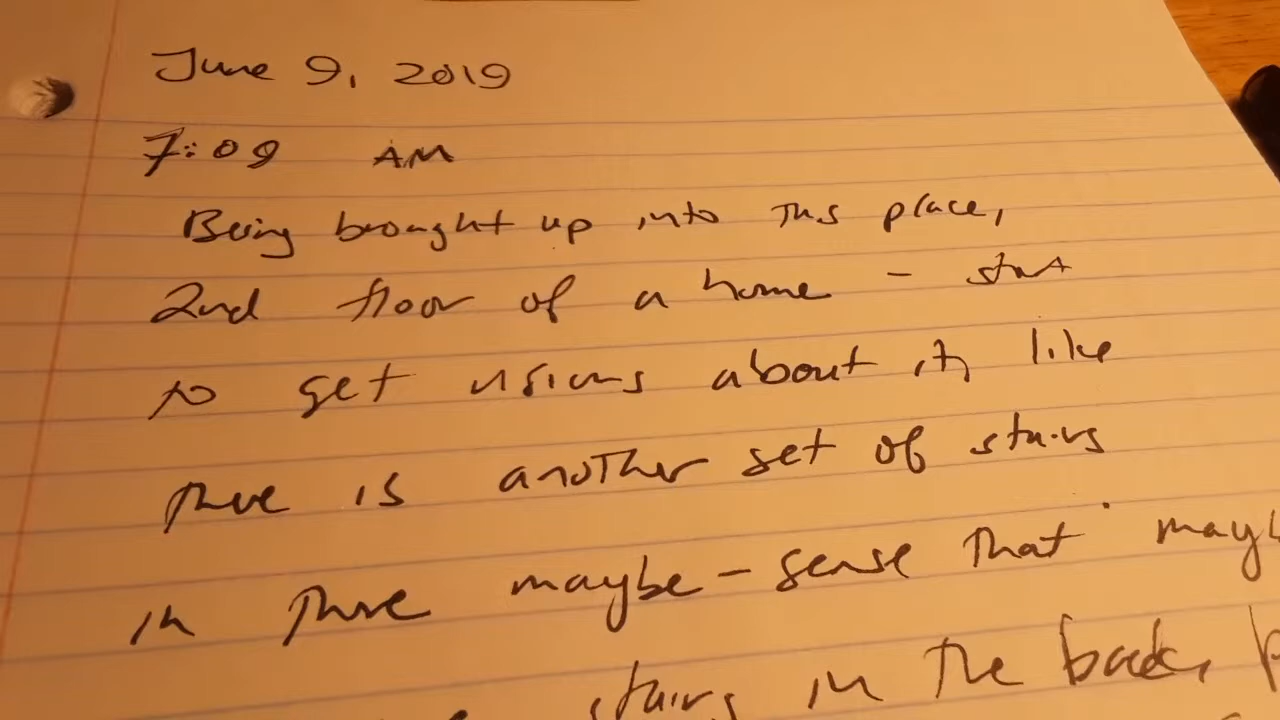 June 9, 2019
7:09 AM
Being brought up into this place,
2nd floor of a home - start
to get visions about it, like
there is another set of stairs
in there maybe - sense that maybe
stairs in the back,